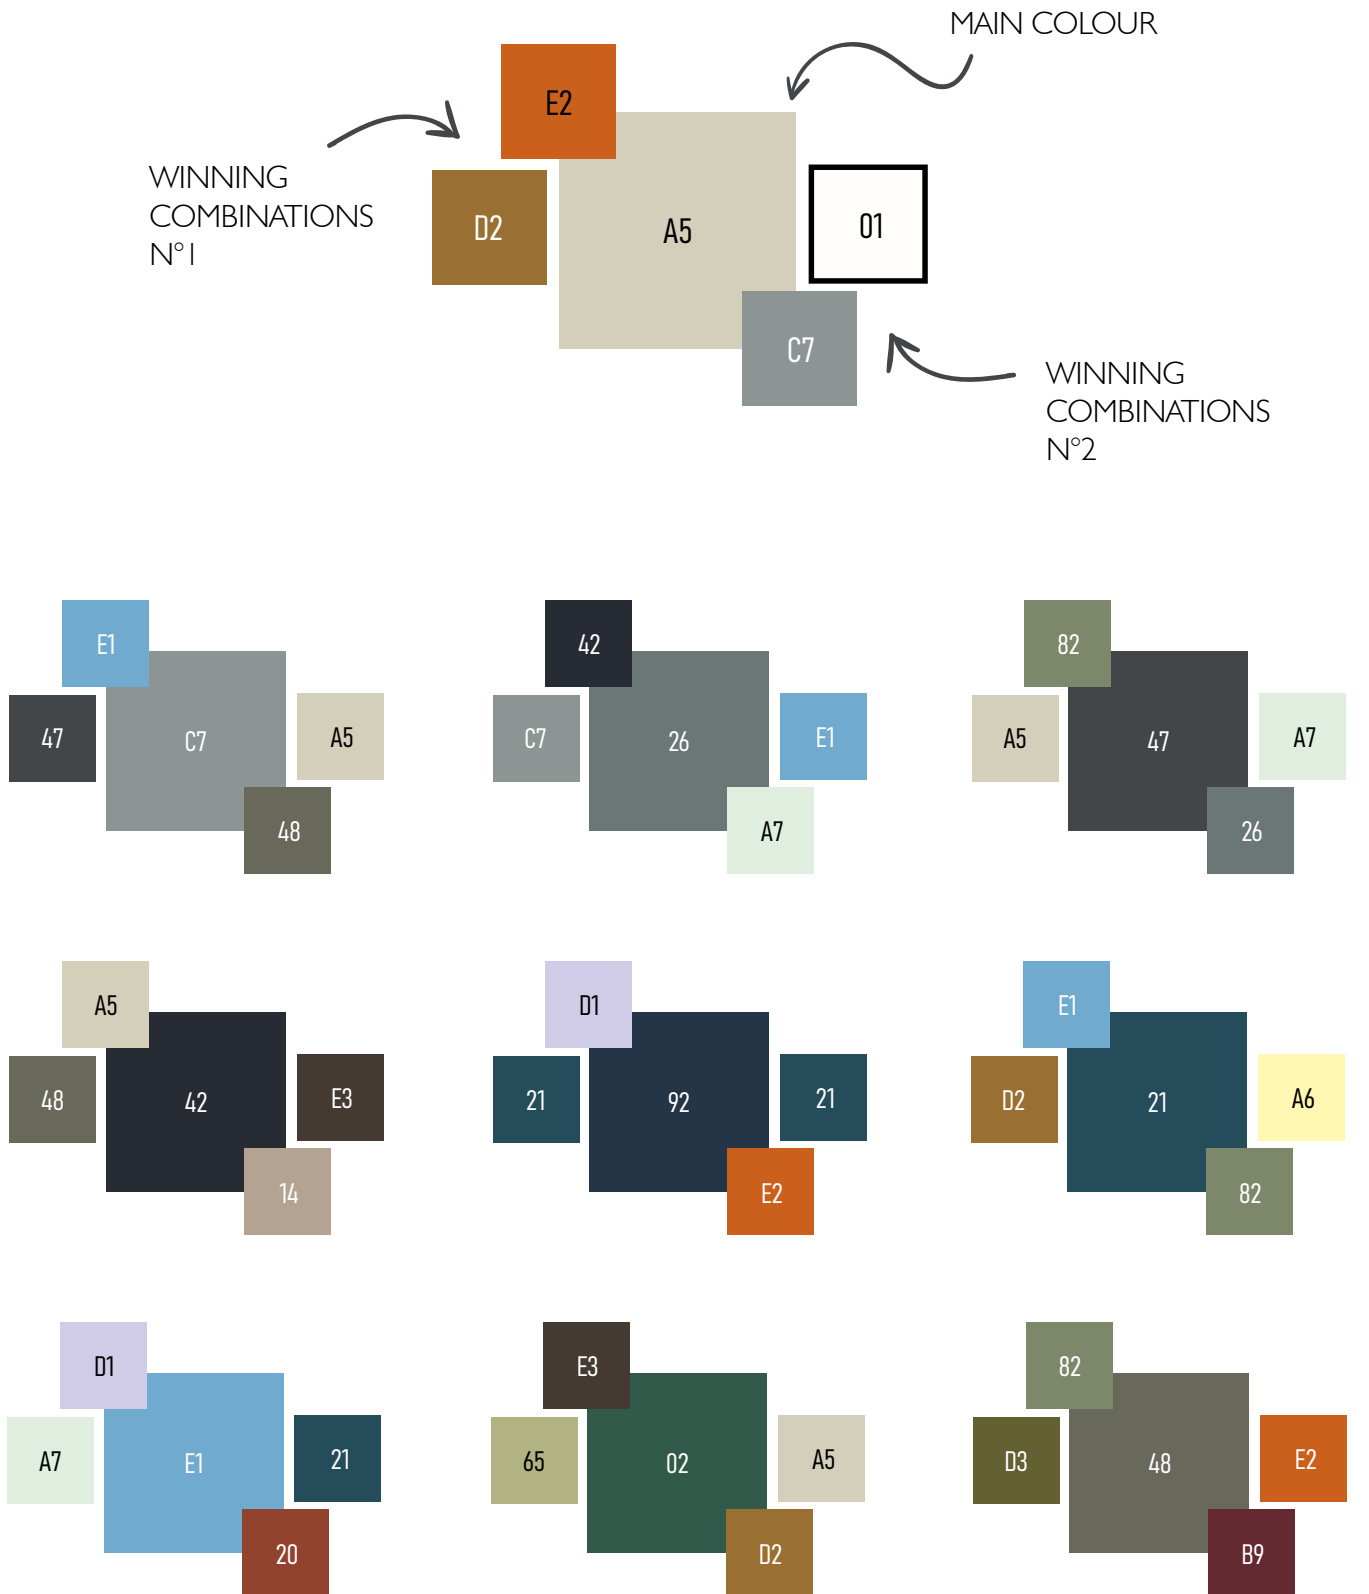 MAIN COLOUR
E2
WINNING
COMBINATIONS
N°1
D2
A5
01
C7
WINNING
COMBINATIONS
N°2
E1
47
C7
A5
48
42
C7
26
E1
A7
82
A5
47
A7
26
A5
48
42
E3
14
D1
21
92
21
E2
E1
D2
21
A6
82
D1
A7
E1
21
20
E3
65
02
A5
D2
82
D3
48
E2
B9